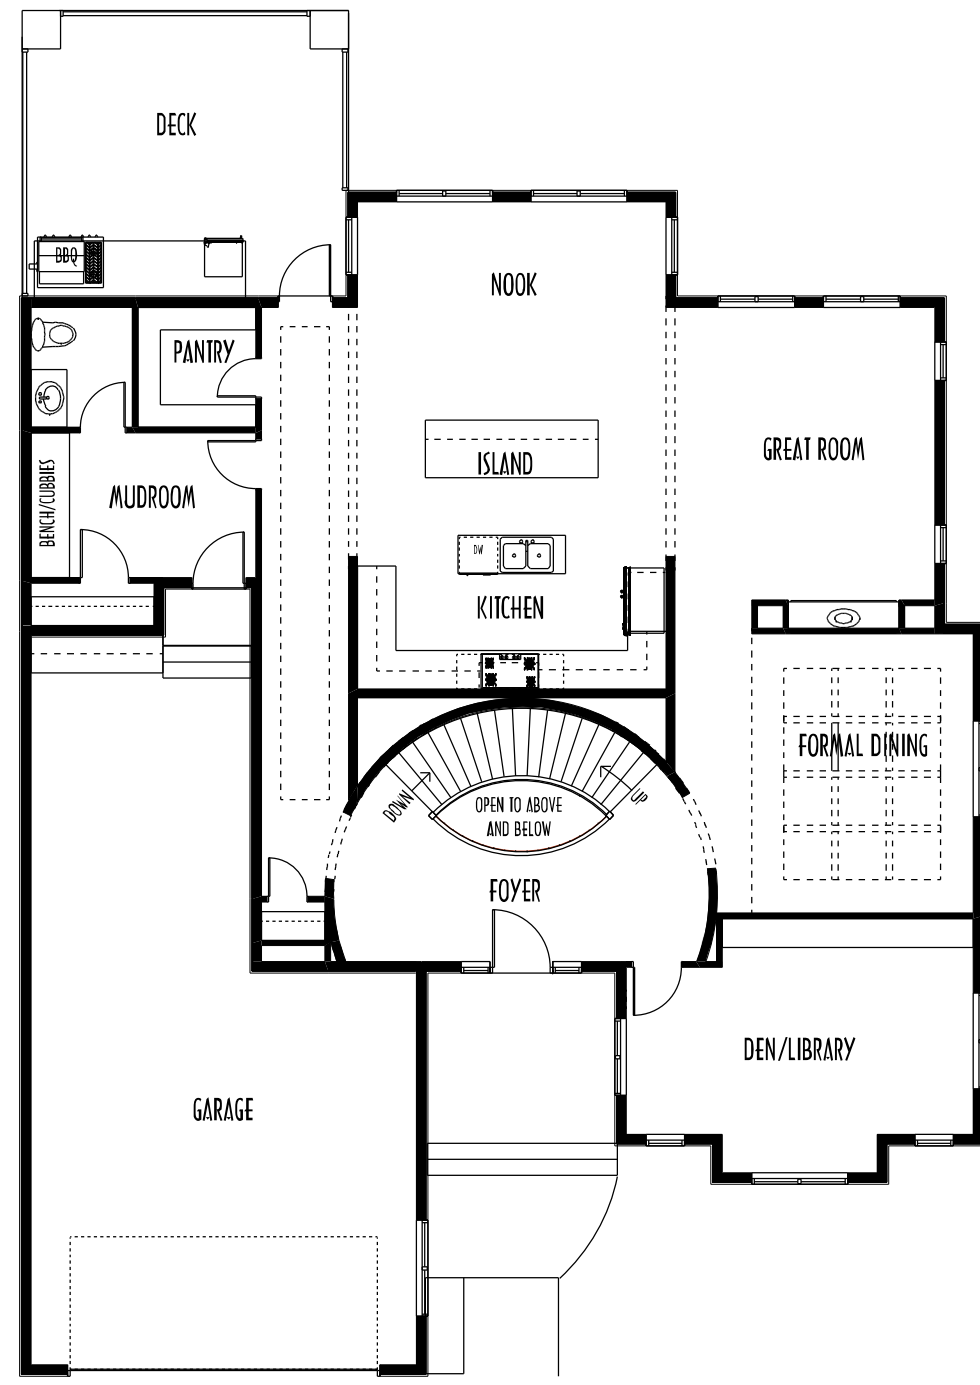 DECK
BBQ
NOOK
PANTRY
GREAT ROOM
ISLAND
BENCH/CUBBIES
MUDROOM
DW
KITCHEN
FORMAL DINING
DOWN
UP
OPEN TO ABOVE
AND BELOW
FOYER
DEN/LIBRARY
GARAGE